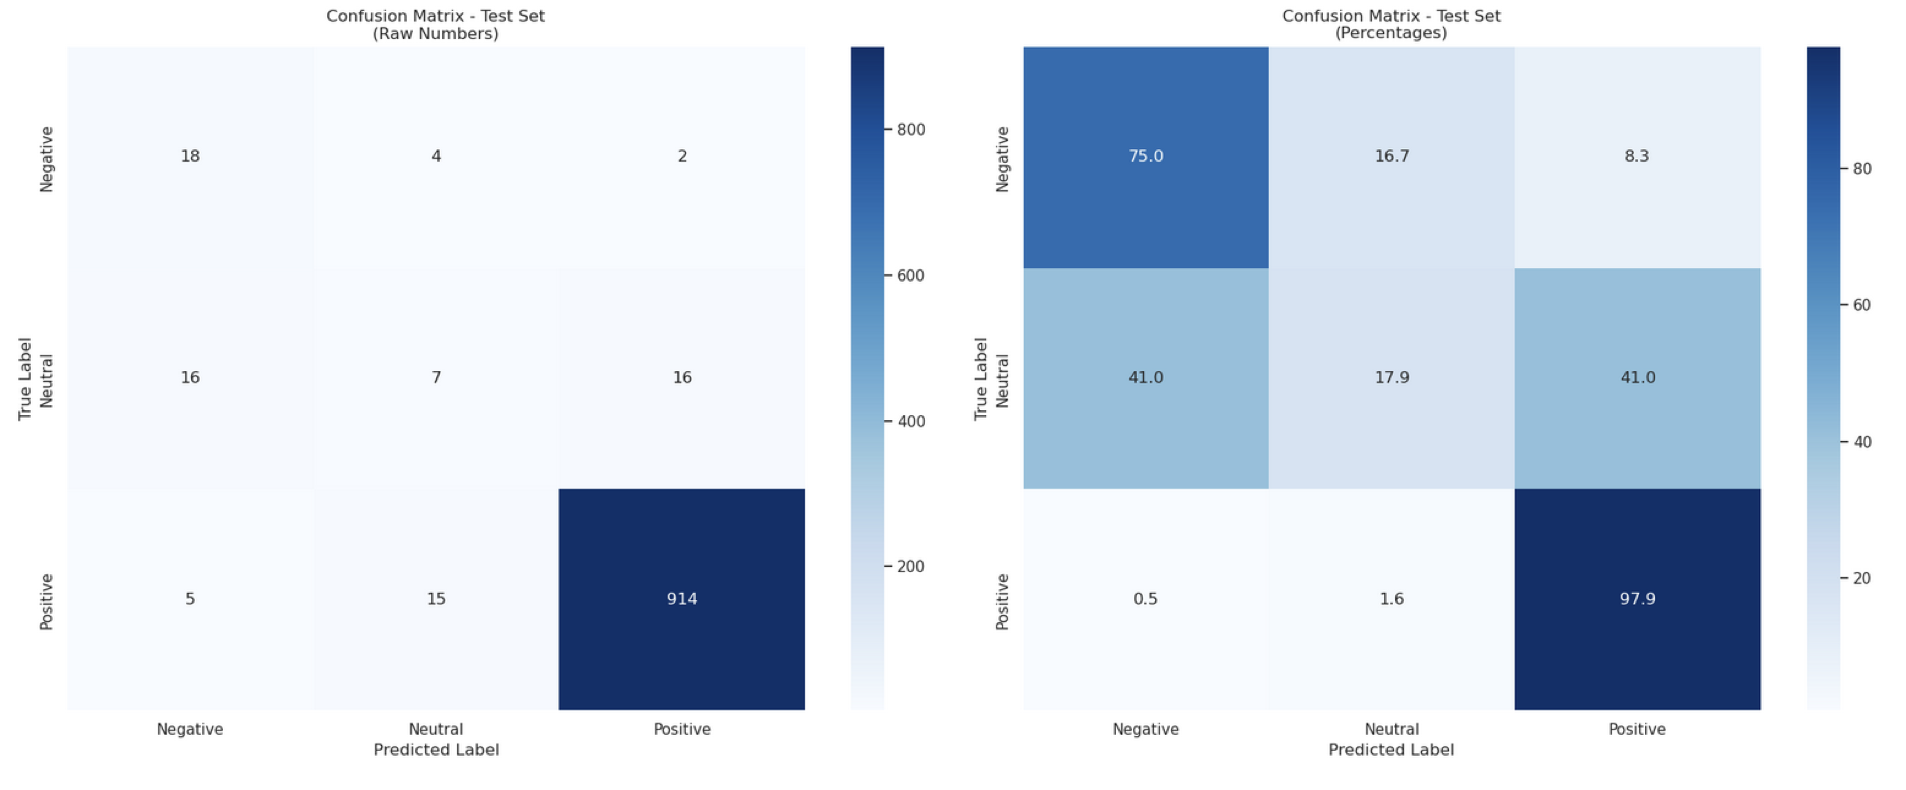 Confusion Matrix - Test Set
(Raw Numbers)
True Label
Negative
Neutral
Positive
18 4 2
16 7 16
5 15 914
Negative Neutral Positive
Predicted Label
800
600
400
200
Confusion Matrix - Test Set
(Percentages)
True Label
Negative
Neutral
Positive
75.0 16.7 8.3
41.0 17.9 41.0
0.5 1.6 97.9
Negative Neutral Positive
Predicted Label
80
60
40
20